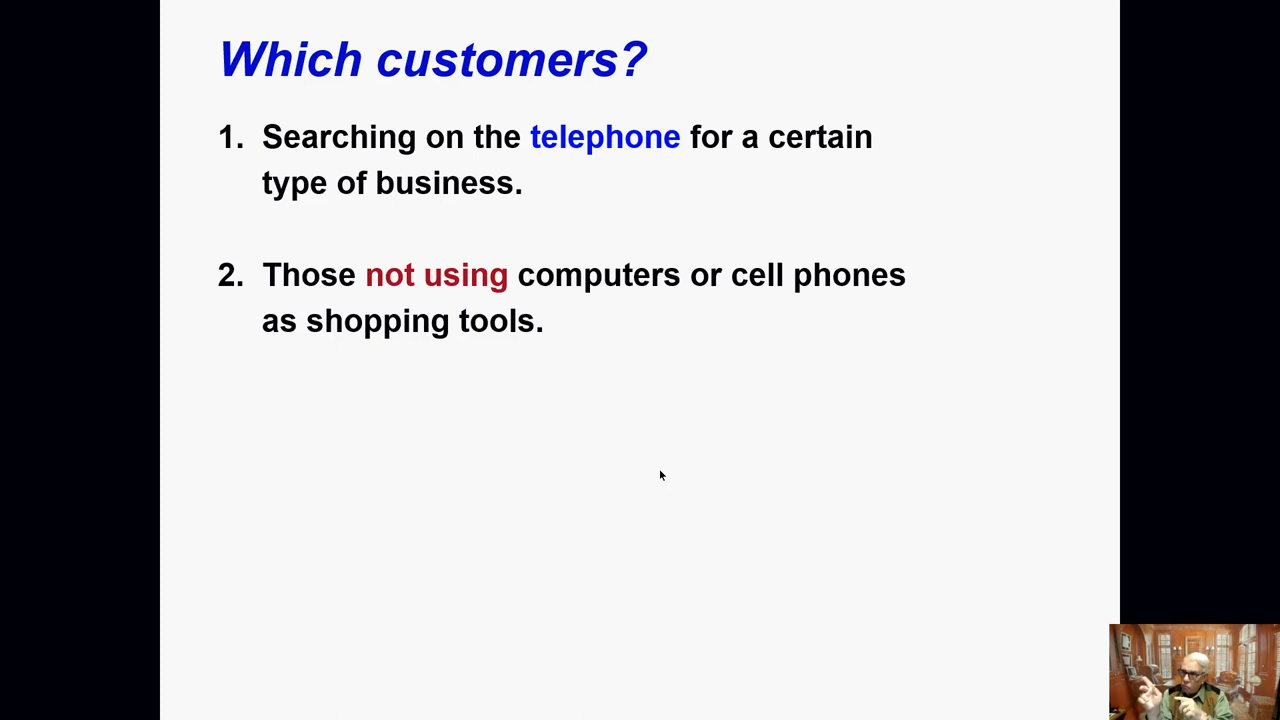 Which customers?
1. Searching on the telephone for a certain
type of business.
2. Those not using computers or cell phones
as shopping tools.